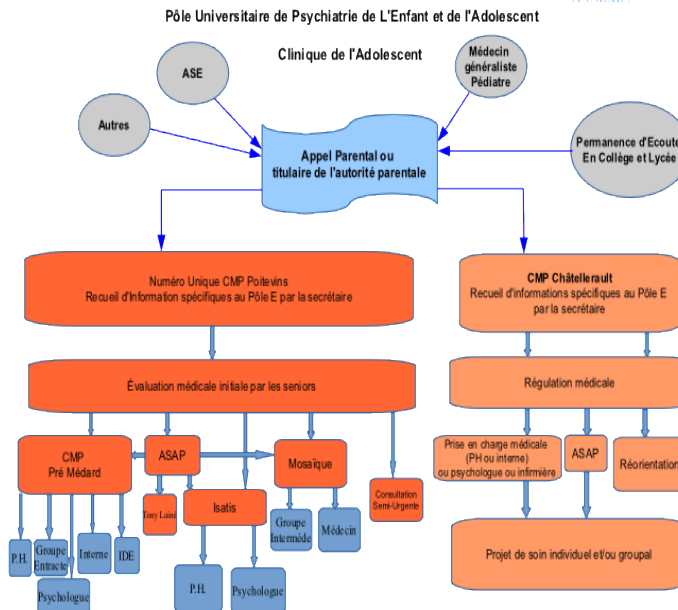 Pôle Universitaire de Psychiatrie de L'Enfant et de l'Adolescent
Clinique de l'Adolescent
ASE
Médecin
généraliste
Pédiatre
Autres
Permanence d'Ecoute
En Collège et Lycée
Appel Parental ou
titulaire de l'autorité parentale
Numéro Unique CMP Poitevins
Recueil d'Information spécifiques au Pôle E par la secrétaire
CMP Châtellerault
Recueil d'informations spécifiques au Pôle E
par la secrétaire
Évaluation médicale initiale par les seniors
Régulation médicale
CMP
Pré Médard
ASAP
Mosaïque
Prise en charge médicale
(PH ou interne)
ou psychologue ou infirmière
ASAP
Réorientation
Tony Lainé
Isatis
Consultation
Semi-Urgente
P.H.
Groupe
Entracte
Interne
IDE
Psychologue
P.H.
Psychologue
Groupe
Intermède
Médecin
Projet de soin individuel et/ou groupal